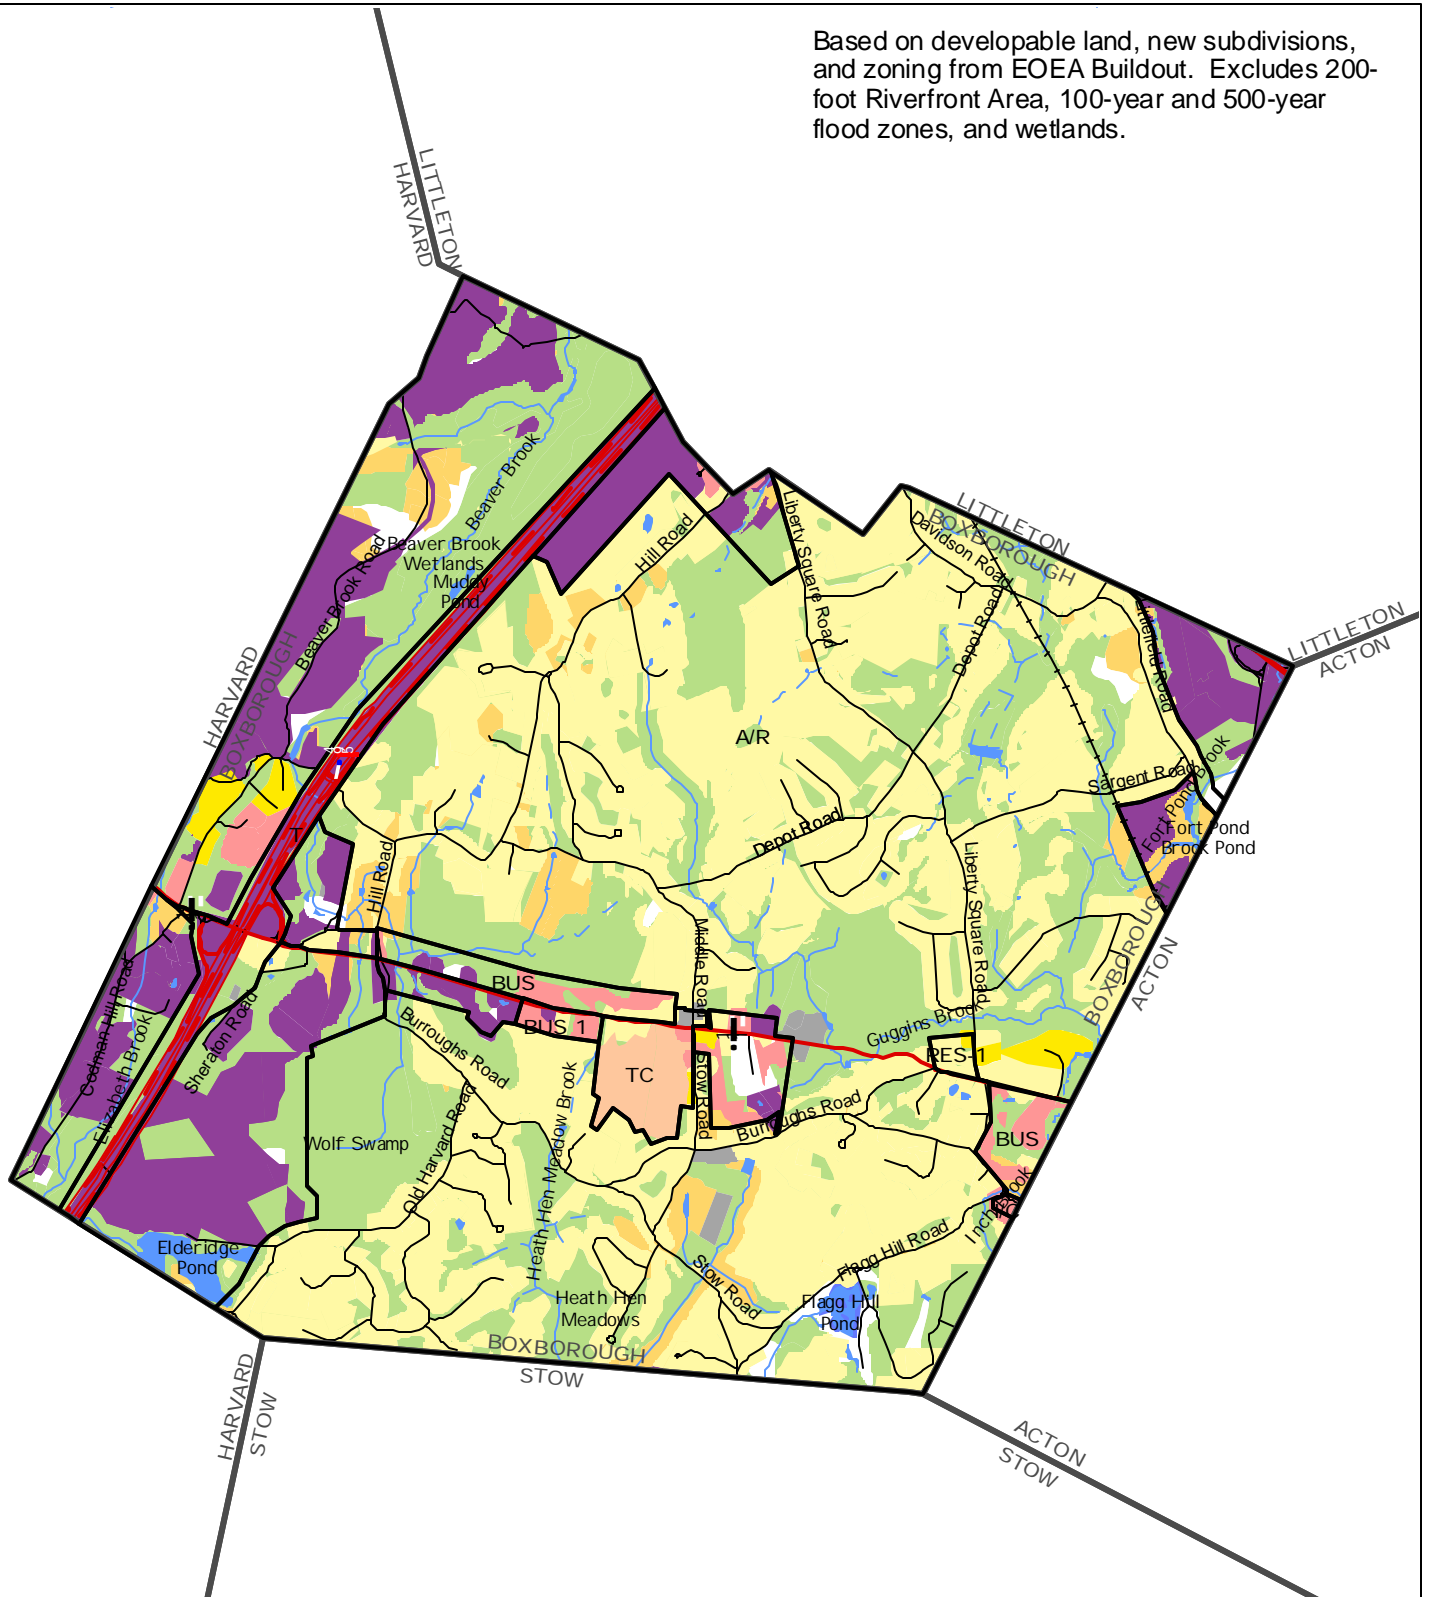 Based on developable land, new subdivisions,
and zoning from EOEA Buildout. Excludes 200-
foot Riverfront Area, 100-year and 500-year
flood zones, and wetlands.
LITTLETON
HARVARD
LITTLETON
BOXBOROUGH
Beaver Brook
Liberty Square Road
Davidson Road
Hill Road
Beaver Brook
Wetlands
Muddy
Pond
Beaver Brook Road
Depot Road
Littlefield Road
LITTLETON
ACTON
HARVARD
BOXBOROUGH
495
A/R
Sargent Road
Fort Pond Brook
Fort Pond
Brook Pond
T
Depot Road
Hill Road
Liberty Square Road
Middle Road
BOXBOROUGH
ACTON
BUS
BUS 1
Codman Hill Road
Elizabeth Brook
Sheraton Road
Burroughs Road
Guggins Brook
RES-1
TC
Stow Road
Burroughs Road
BUS
Wolf Swamp
Old Harvard Road
Heath Hen Meadow Brook
Elderidge
Pond
Flagg Hill Road
Stow Road
Heath Hen
Meadows
Flagg Hill
Pond
BOXBOROUGH
STOW
HARVARD
STOW
ACTON
STOW